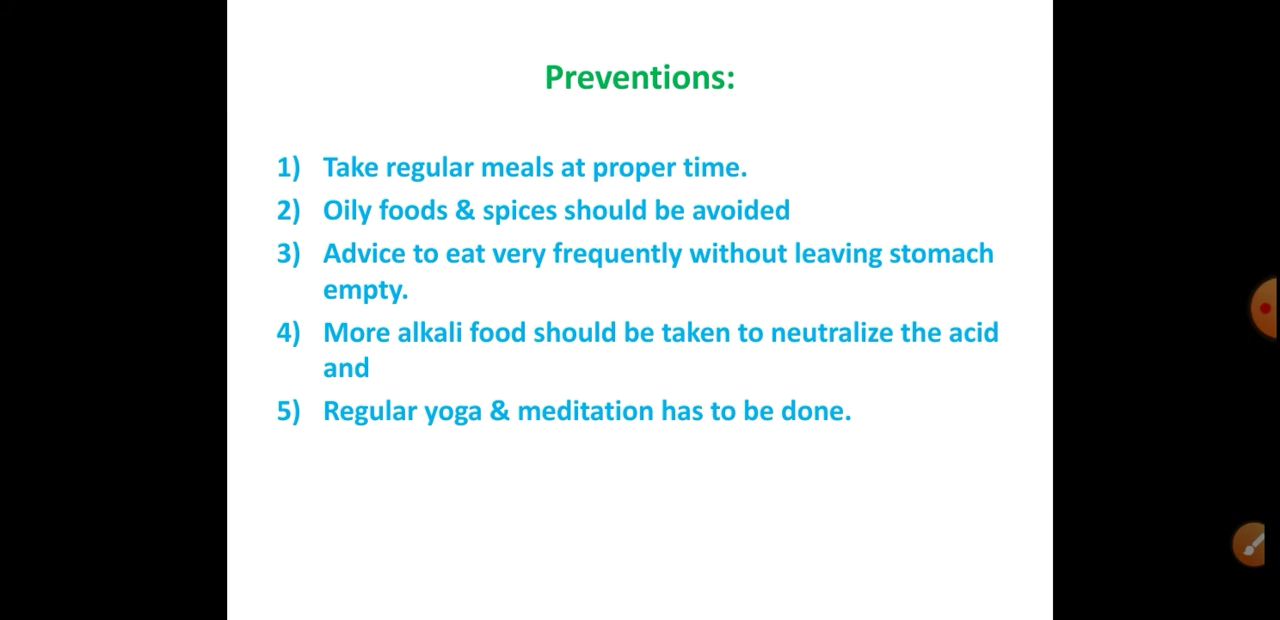 Preventions:
1) Take regular meals at proper time.
2) Oily foods & spices should be avoided
3) Advice to eat very frequently without leaving stomach
empty.
4) More alkali food should be taken to neutralize the acid
and
5) Regular yoga & meditation has to be done.